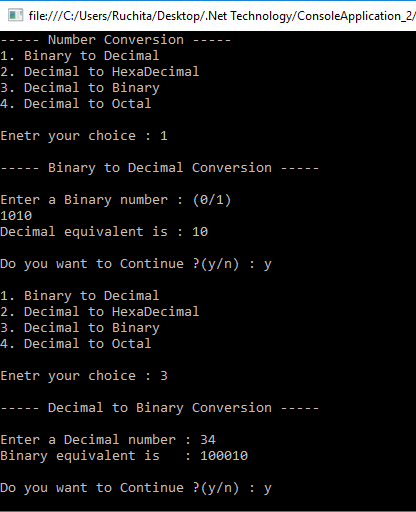 file:///C:/Users/Ruchita/Desktop/.Net Technology/ConsoleApplication_2/
----- Number Conversion -----
1. Binary to Decimal
2. Decimal to HexaDecimal
3. Decimal to Binary
4. Decimal to Octal
Enetr your choice : 1
----- Binary to Decimal Conversion -----
Enter a Binary number : (0/1)
1010
Decimal equivalent is : 10
Do you want to Continue ?(y/n) : y
1. Binary to Decimal
2. Decimal to HexaDecimal
3. Decimal to Binary
4. Decimal to Octal
Enetr your choice : 3
----- Decimal to Binary Conversion -----
Enter a Decimal number : 34
Binary equivalent is   : 100010
Do you want to Continue ?(y/n) : y